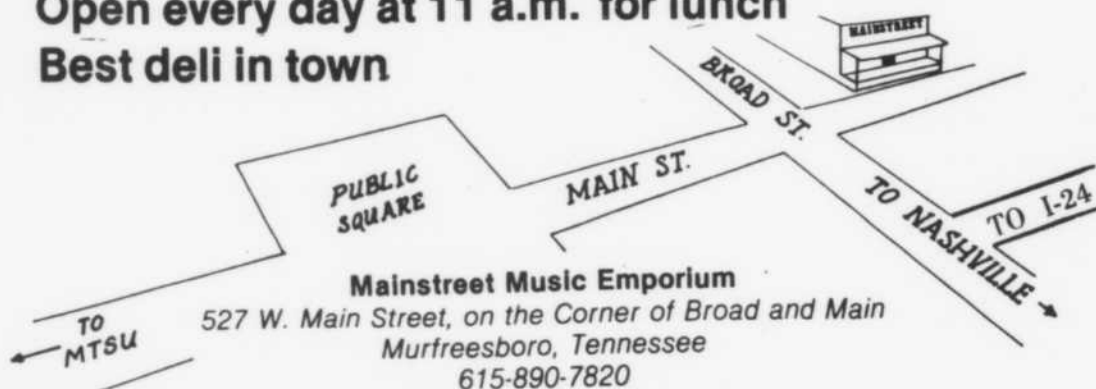 Open every day at 11 a.m. for lunch
Best deli in town
MAINSTREET
BROAD ST.
PUBLIC
SQUARE
MAIN ST.
TO NASHVILLE
TO I-24
Mainstreet Music Emporium
527 W. Main Street, on the Corner of Broad and Main
Murfreesboro, Tennessee
615-890-7820
TO
MTSU